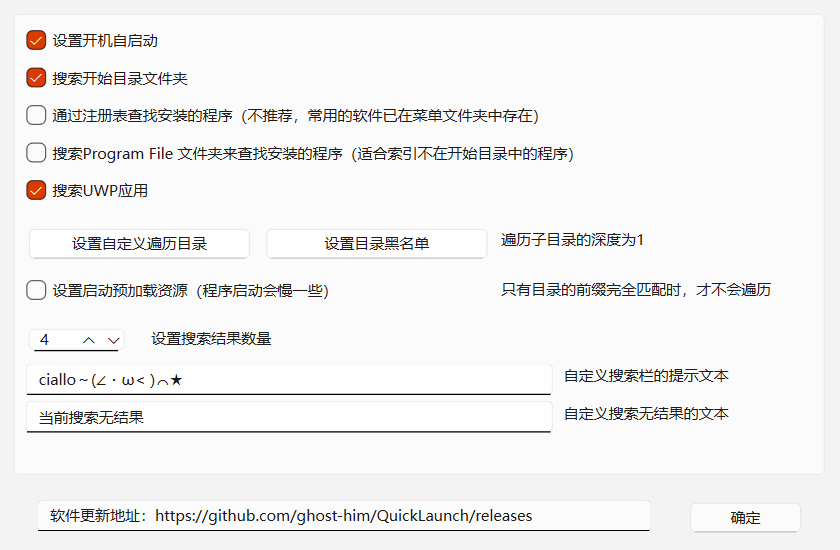 设置开机自启动
搜索开始目录文件夹
通过注册表查找安装的程序（不推荐，常用的软件已在菜单文件夹中存在）
搜索Program File 文件夹来查找安装的程序（适合索引不在开始目录中的程序）
搜索UWP应用
设置自定义遍历目录 设置目录黑名单 遍历子目录的深度为1
设置启动预加载资源（程序启动会慢一些） 只有目录的前缀完全匹配时，才不会遍历
4 设置搜索结果数量
ciallo～(∠・ω< )⌒★ 自定义搜索栏的提示文本
当前搜索无结果 自定义搜索无结果的文本
软件更新地址：https://github.com/ghost-him/QuickLaunch/releases 确定